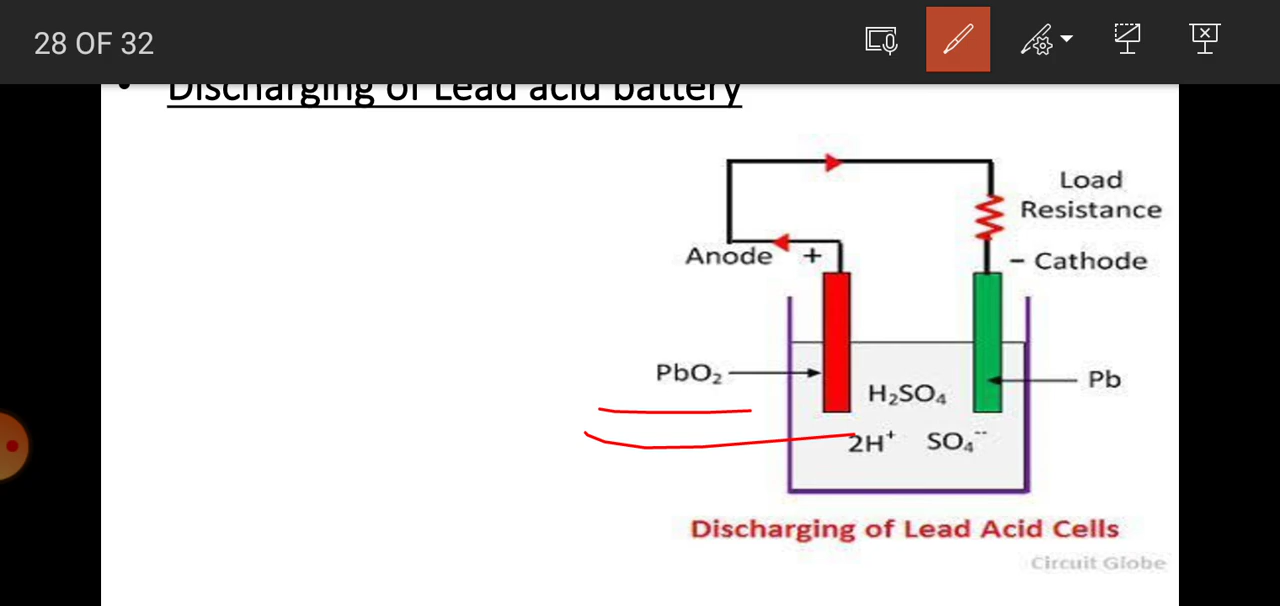 28 OF 32
• Discharging of Lead acid battery
Load
Resistance
Anode +
– Cathode
PbO₂
Pb
H₂SO₄
2H⁺ SO₄⁻⁻
Discharging of Lead Acid Cells
Circuit Globe